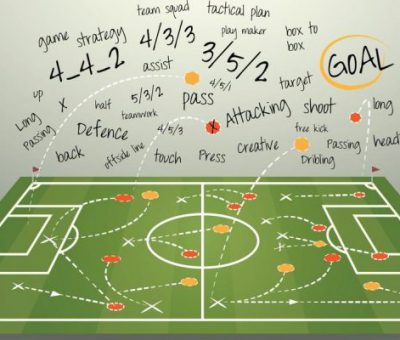 team squad
tactical plan
game strategy
4/3/3
play maker
box to
box
4_4_2
assist
3/5/2
GOAL
up
x
half
5/3/2
pass
4/5/1
target
Long
Passing
teamwork
Attacking
shoot
long
Defence
4/5/3
free kick
back
offside line
touch
Press
creative
Passing
head
Dribling